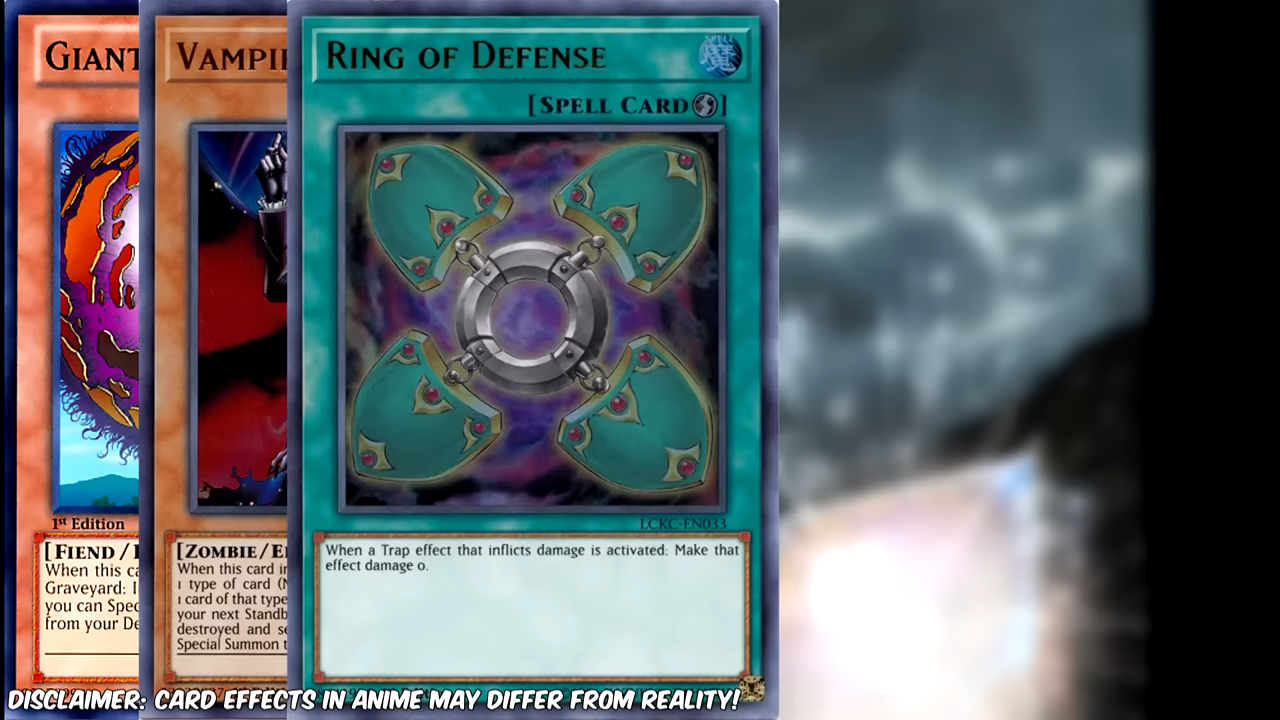 GIANT
1st Edition
[FIEND /
When this ca
Graveyard: I
you can Spec
from your De
VAMPI
[ZOMBIE/E
When this card in
1 type of card (
1 card of that type
your next Standb
destroyed and se
Special Summon t
RING OF DEFENSE
[SPELL CARD]
LCKC-EN033
When a Trap effect that inflicts damage is activated: Make that
effect damage 0.
DISCLAIMER: CARD EFFECTS IN ANIME MAY DIFFER FROM REALITY!